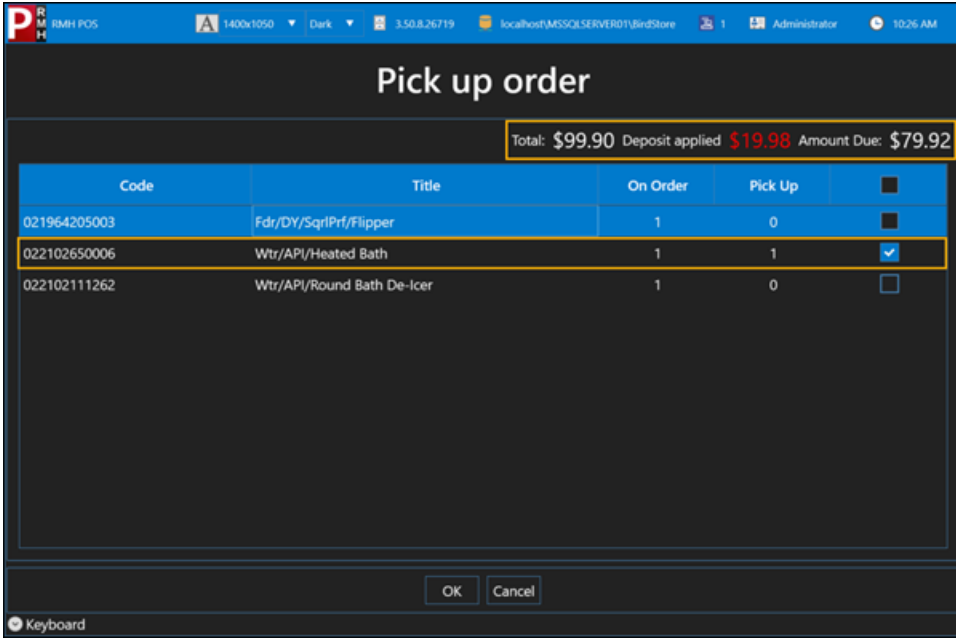 P RMH RMH POS A 1400x1050 Dark 3.50.8.26719 localhost\MSSQLSERVER01\BirdStore 1 Administrator 10:26 AM
Pick up order
Total: $99.90 Deposit applied $19.98 Amount Due: $79.92
Code Title On Order Pick Up
021964205003 Fdr/DY/SqrlPrf/Flipper 1 0
022102650006 Wtr/API/Heated Bath 1 1
022102111262 Wtr/API/Round Bath De-Icer 1 0
OK Cancel
Keyboard